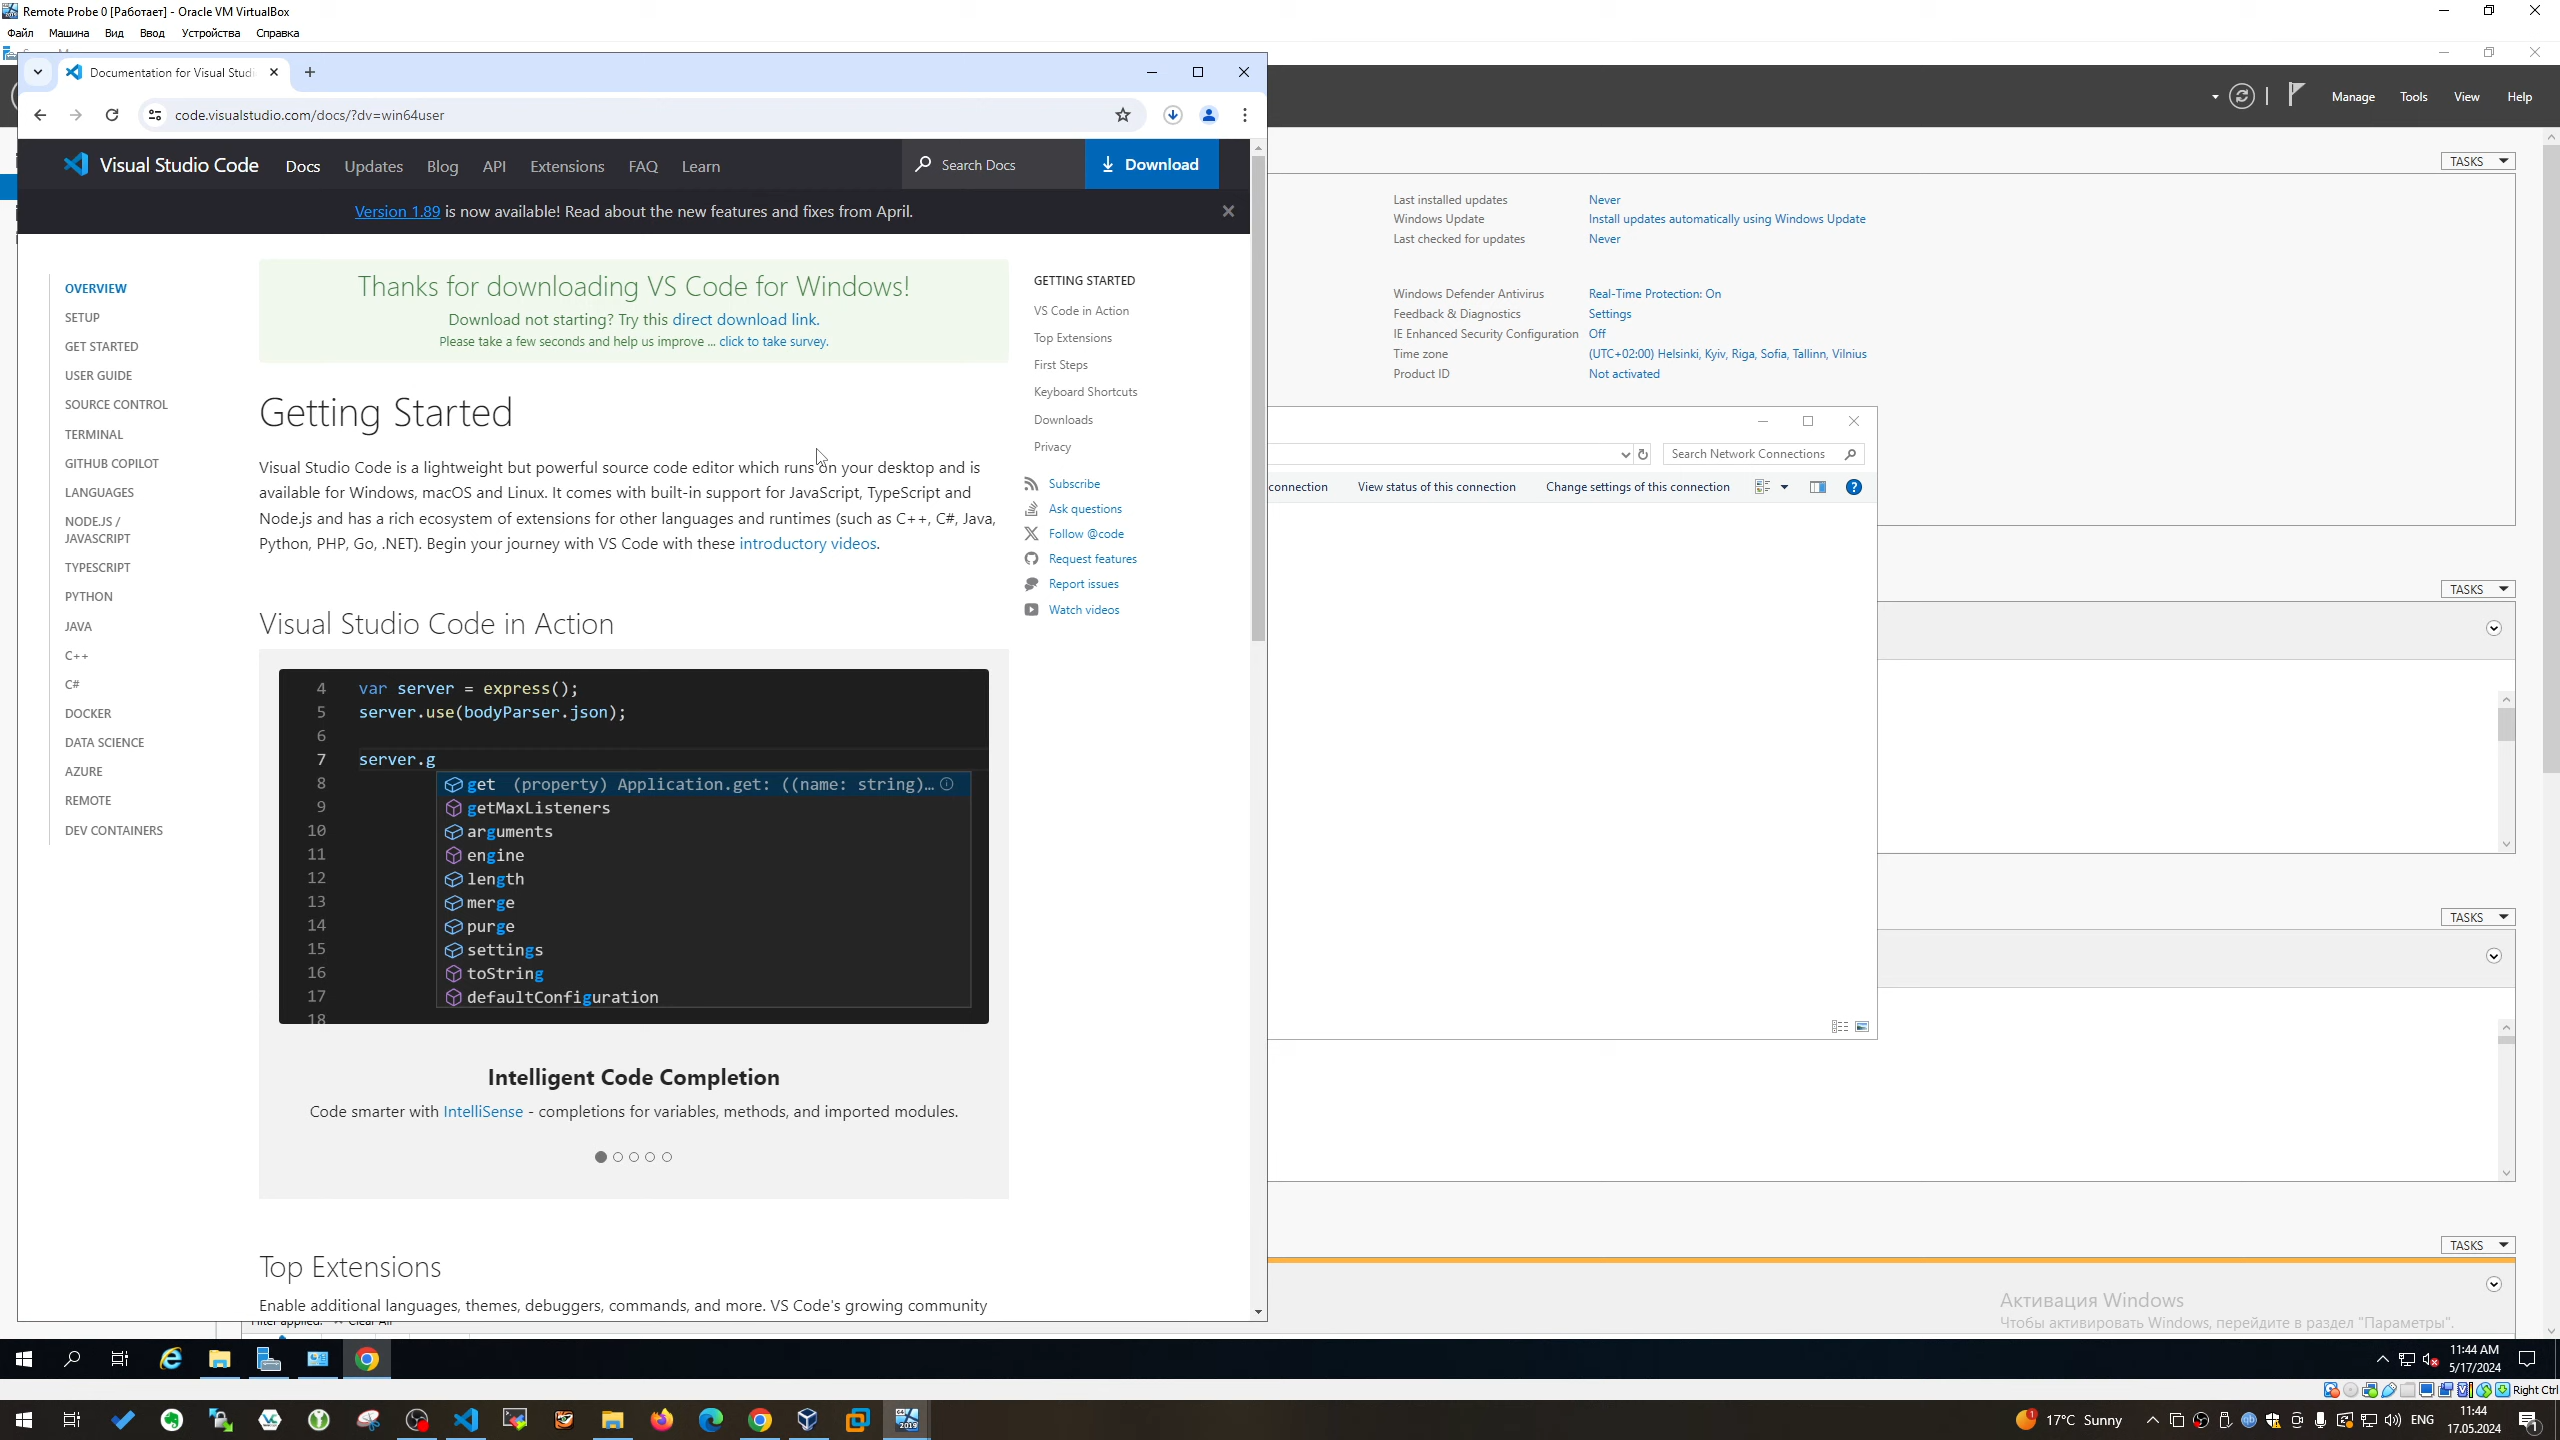 Remote Probe 0 [Работает] - Oracle VM VirtualBox
Файл Машина Вид Ввод Устройства Справка
Documentation for Visual Studi
code.visualstudio.com/docs/?dv=win64user
Manage Tools View Help
Visual Studio Code Docs Updates Blog API Extensions FAQ Learn Search Docs Download
Version 1.89 is now available! Read about the new features and fixes from April.
OVERVIEW
SETUP
GET STARTED
USER GUIDE
SOURCE CONTROL
TERMINAL
GITHUB COPILOT
LANGUAGES
NODE.JS /
JAVASCRIPT
TYPESCRIPT
PYTHON
JAVA
C++
C#
DOCKER
DATA SCIENCE
AZURE
REMOTE
DEV CONTAINERS
Thanks for downloading VS Code for Windows!
Download not starting? Try this direct download link.
Please take a few seconds and help us improve ... click to take survey.
Getting Started
Visual Studio Code is a lightweight but powerful source code editor which runs on your desktop and is
available for Windows, macOS and Linux. It comes with built-in support for JavaScript, TypeScript and
Node.js and has a rich ecosystem of extensions for other languages and runtimes (such as C++, C#, Java,
Python, PHP, Go, .NET). Begin your journey with VS Code with these introductory videos.
Visual Studio Code in Action
4 var server = express();
5 server.use(bodyParser.json);
6
7 server.g
8 get (property) Application.get: ((name: string)...
9 getMaxListeners
10 arguments
11 engine
12 length
13 merge
14 purge
15 settings
16 toString
17 defaultConfiguration
18
Intelligent Code Completion
Code smarter with IntelliSense - completions for variables, methods, and imported modules.
Top Extensions
Enable additional languages, themes, debuggers, commands, and more. VS Code's growing community
GETTING STARTED
VS Code in Action
Top Extensions
First Steps
Keyboard Shortcuts
Downloads
Privacy
Subscribe
Ask questions
Follow @code
Request features
Report issues
Watch videos
TASKS
Last installed updates Never
Windows Update Install updates automatically using Windows Update
Last checked for updates Never
Windows Defender Antivirus Real-Time Protection: On
Feedback & Diagnostics Settings
IE Enhanced Security Configuration Off
Time zone (UTC+02:00) Helsinki, Kyiv, Riga, Sofia, Tallinn, Vilnius
Product ID Not activated
Search Network Connections
connection View status of this connection Change settings of this connection
TASKS
TASKS
TASKS
Активация Windows
Чтобы активировать Windows, перейдите в раздел "Параметры".
11:44 AM
5/17/2024
Right Ctrl
2019
17°C Sunny
ENG
11:44
17.05.2024
1